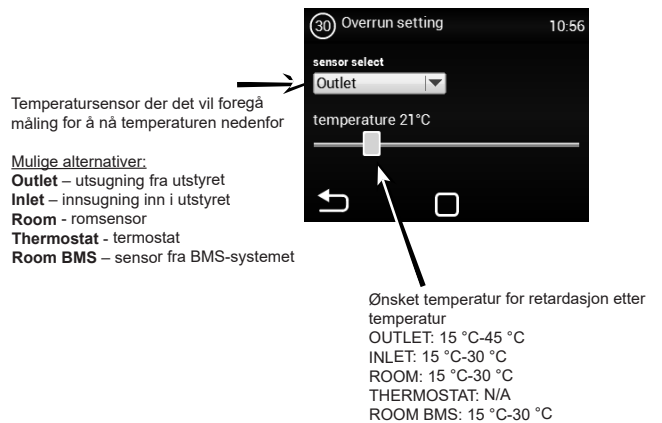 30 Overrun setting 10:56
sensor select
Outlet
temperature 21°C
Temperatursensor der det vil foregå
måling for å nå temperaturen nedenfor
Mulige alternativer:
Outlet – utsugning fra utstyret
Inlet – innsugning inn i utstyret
Room - romsensor
Thermostat - termostat
Room BMS – sensor fra BMS-systemet
Ønsket temperatur for retardasjon etter
temperatur
OUTLET: 15 °C-45 °C
INLET: 15 °C-30 °C
ROOM: 15 °C-30 °C
THERMOSTAT: N/A
ROOM BMS: 15 °C-30 °C